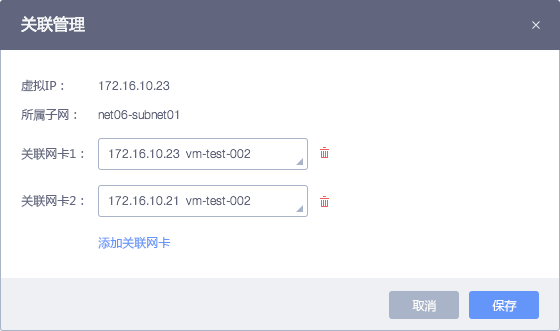 关联管理
虚拟IP： 172.16.10.23
所属子网： net06-subnet01
关联网卡1： 172.16.10.23 vm-test-002
关联网卡2： 172.16.10.21 vm-test-002
添加关联网卡
取消 保存